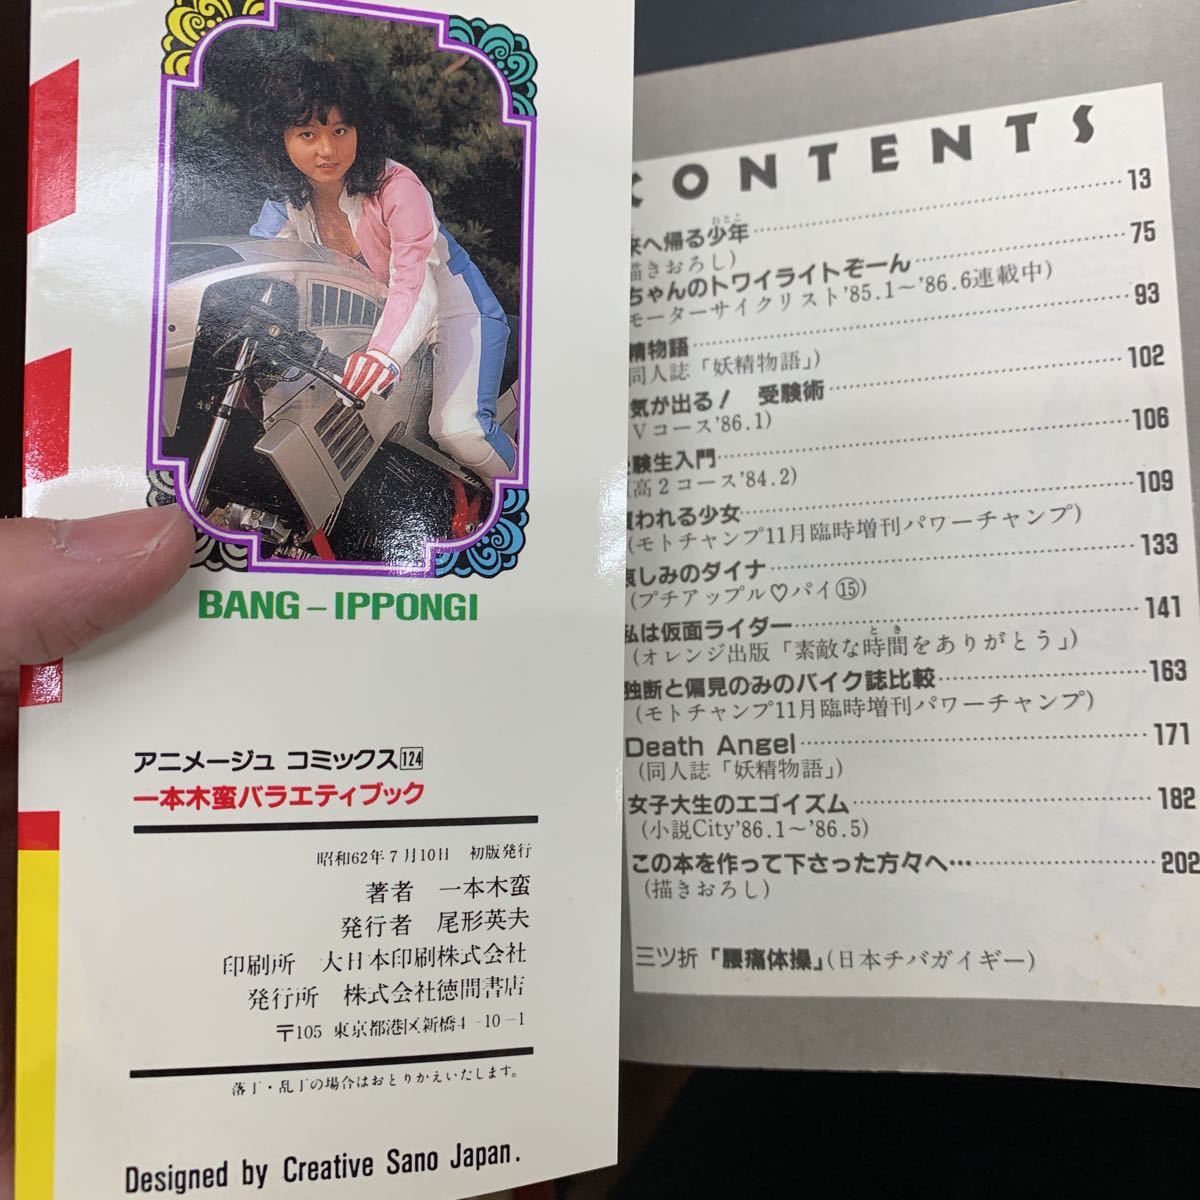 BANG–IPPONGI
アニメージュ コミックス124
一本木蛮バラエティブック
昭和62年7月10日 初版発行
著者 一本木蛮
発行者 尾形英夫
印刷所 大日本印刷株式会社
発行所 株式会社徳間書店
〒105 東京都港区新橋4-10-1
落丁・乱丁の場合はおとりかえいたします。
Designed by Creative Sano Japan.
CONTENTS
来へ帰る少年 13
おとこ
描きおろし)
ちゃんのトワイライトぞーん 75
モーターサイクリスト'85.1〜'86.6連載中)
精物語 93
同人誌「妖精物語」)
気が出る! 受験術 102
Vコース'86.1)
験生入門 106
(高2コース'84.2)
われる少女 109
(モトチャンプ11月臨時増刊パワーチャンプ)
哀しみのダイナ 133
(プチアップル♡パイ⑮)
私は仮面ライダー 141
とき
(オレンジ出版「素敵な時間をありがとう」)
独断と偏見のみのバイク誌比較 163
(モトチャンプ11月臨時増刊パワーチャンプ)
Death Angel 171
(同人誌「妖精物語」)
女子大生のエゴイズム 182
(小説City'86.1〜'86.5)
この本を作って下さった方々へ… 202
(描きおろし)
三ツ折「腰痛体操」(日本チバガイギー)